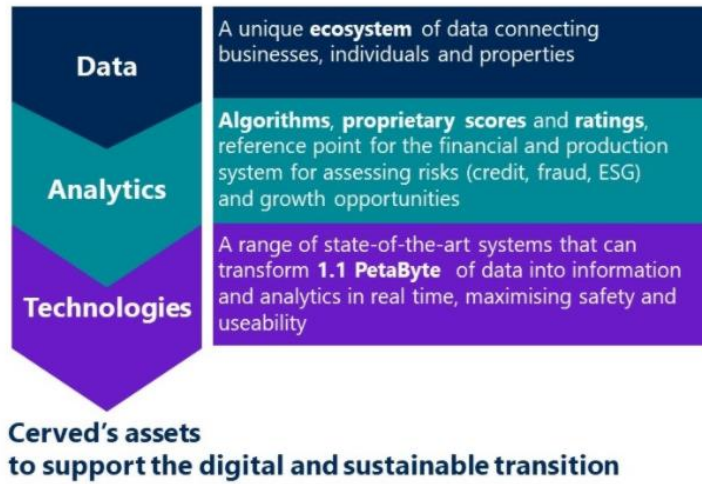 Data
A unique ecosystem of data connecting
businesses, individuals and properties
Analytics
Algorithms, proprietary scores and ratings,
reference point for the financial and production
system for assessing risks (credit, fraud, ESG)
and growth opportunities
Technologies
A range of state-of-the-art systems that can
transform 1.1 PetaByte of data into information
and analytics in real time, maximising safety and
useability
Cerved's assets
to support the digital and sustainable transition